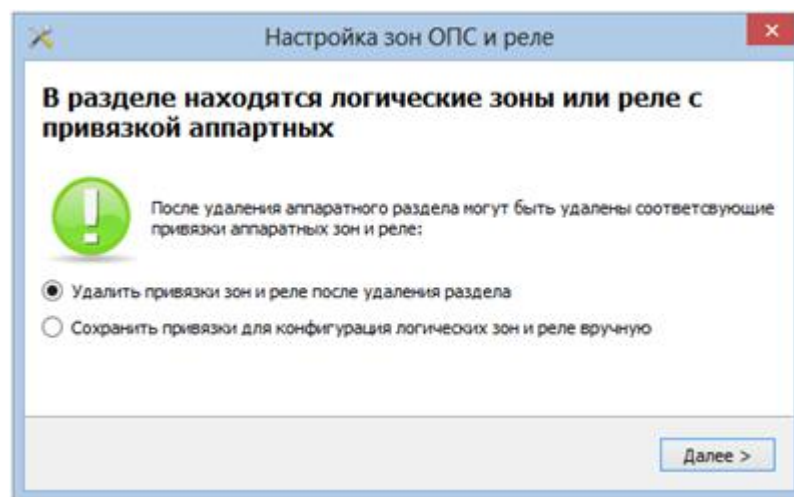 Настройка зон ОПС и реле
В разделе находятся логические зоны или реле с
привязкой аппартных
После удаления аппаратного раздела могут быть удалены соответсвующие
привязки аппаратных зон и реле:
Удалить привязки зон и реле после удаления раздела
Сохранить привязки для конфигурация логических зон и реле вручную
Далее >